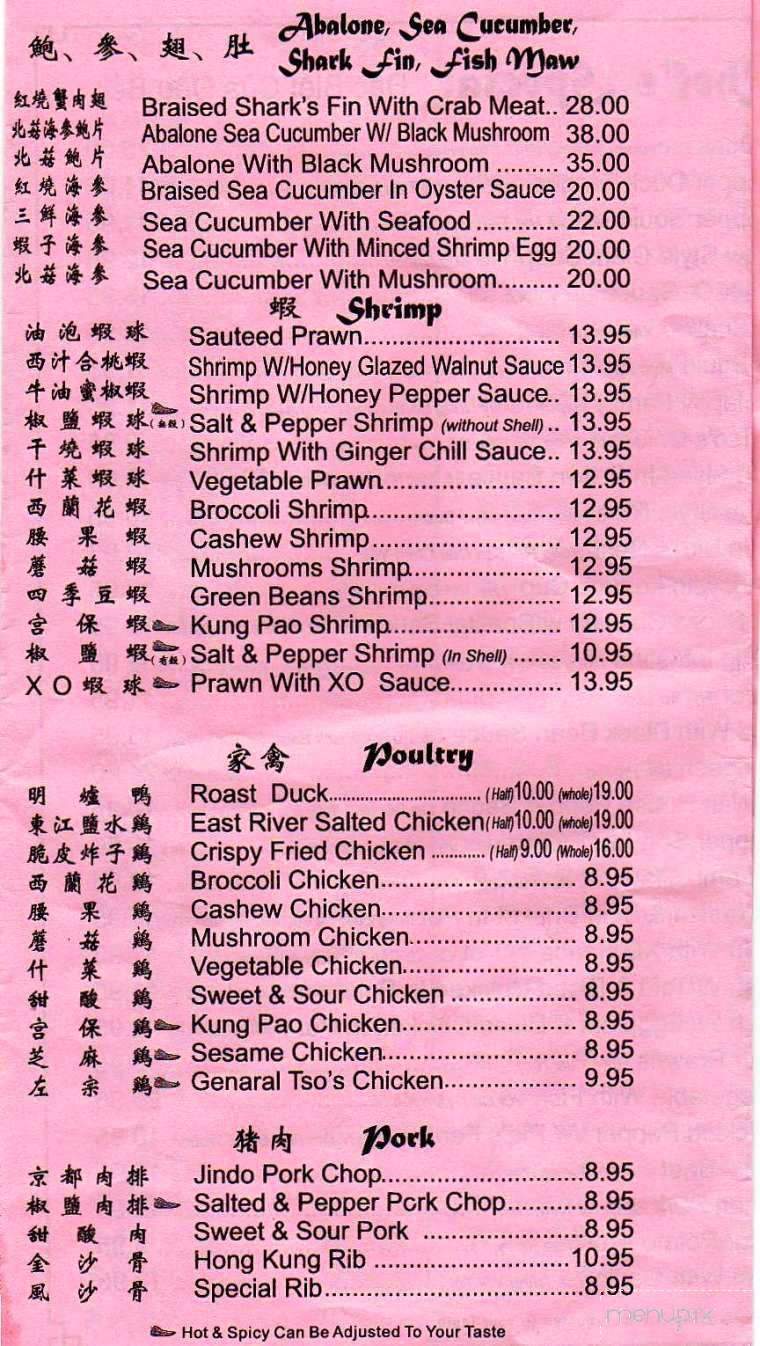 鮑、參、翅、肚 Abalone, Sea Cucumber,
Shark Fin, Fish Maw
紅燒蟹肉翅 Braised Shark's Fin With Crab Meat.. 28.00
北菇海參鮑片 Abalone Sea Cucumber W/ Black Mushroom 38.00
北菇鮑片 Abalone With Black Mushroom ......... 35.00
紅燒海參 Braised Sea Cucumber In Oyster Sauce 20.00
三鮮海參 Sea Cucumber With Seafood ............ 22.00
蝦子海參 Sea Cucumber With Minced Shrimp Egg 20.00
北菇海參 Sea Cucumber With Mushroom......... 20.00
蝦 Shrimp
油泡蝦球 Sauteed Prawn............................ 13.95
西汁合桃蝦 Shrimp W/Honey Glazed Walnut Sauce 13.95
牛油蜜椒蝦 Shrimp W/Honey Pepper Sauce.. 13.95
椒鹽蝦球(無殼) Salt & Pepper Shrimp (without Shell) .. 13.95
干燒蝦球 Shrimp With Ginger Chill Sauce.. 13.95
什菜蝦球 Vegetable Prawn......................... 12.95
西蘭花蝦 Broccoli Shrimp........................... 12.95
腰果蝦 Cashew Shrimp........................... 12.95
蘑菇蝦 Mushrooms Shrimp...................... 12.95
四季豆蝦 Green Beans Shrimp................... 12.95
宮保蝦 Kung Pao Shrimp......................... 12.95
椒鹽蝦(有殼) Salt & Pepper Shrimp (In Shell) ....... 10.95
XO蝦球 Prawn With XO Sauce................ 13.95
家禽 Poultry
明爐鴨 Roast Duck.................................. (Half)10.00 (whole)19.00
東江鹽水鷄 East River Salted Chicken(Half)10.00 (whole)19.00
脆皮炸子鷄 Crispy Fried Chicken ............. (Half)9.00 (Whole)16.00
西蘭花鷄 Broccoli Chicken........................... 8.95
腰果鷄 Cashew Chicken.......................... 8.95
蘑菇鷄 Mushroom Chicken....................... 8.95
什菜鷄 Vegetable Chicken........................ 8.95
甜酸鷄 Sweet & Sour Chicken ................. 8.95
宮保鷄 Kung Pao Chicken........................ 8.95
芝麻鷄 Sesame Chicken.......................... 8.95
左宗鷄 Genaral Tso's Chicken.................. 9.95
猪肉 Pork
京都肉排 Jindo Pork Chop...........................8.95
椒鹽肉排 Salted & Pepper Pork Chop..........8.95
甜酸肉 Sweet & Sour Pork .....................8.95
金沙骨 Hong Kung Rib ..........................10.95
風沙骨 Special Rib..................................8.95
Hot & Spicy Can Be Adjusted To Your Taste
menupix